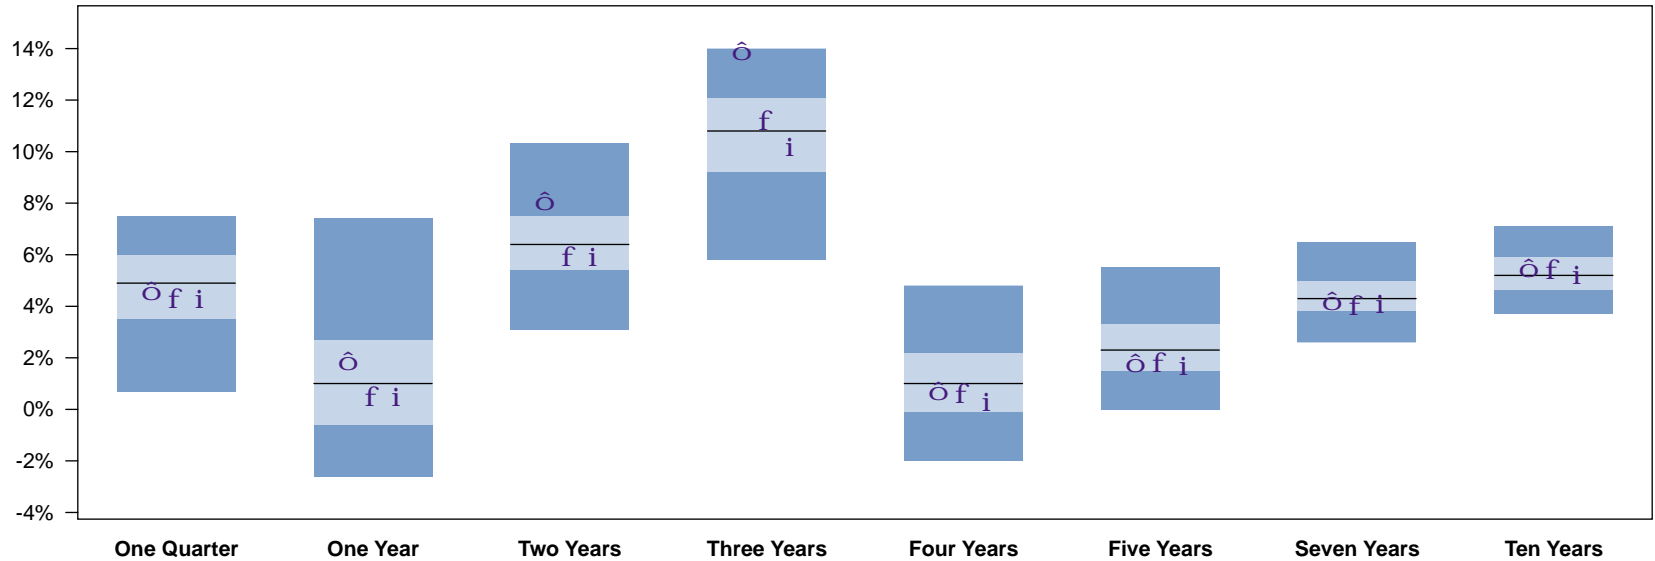 14%
12%
10%
8%
6%
4%
2%
0%
-2%
-4%
ô f i
ô f i
ô f i
ô f i
ô f i
ô f i
ô f i
ô f i
One Quarter One Year Two Years Three Years Four Years Five Years Seven Years Ten Years